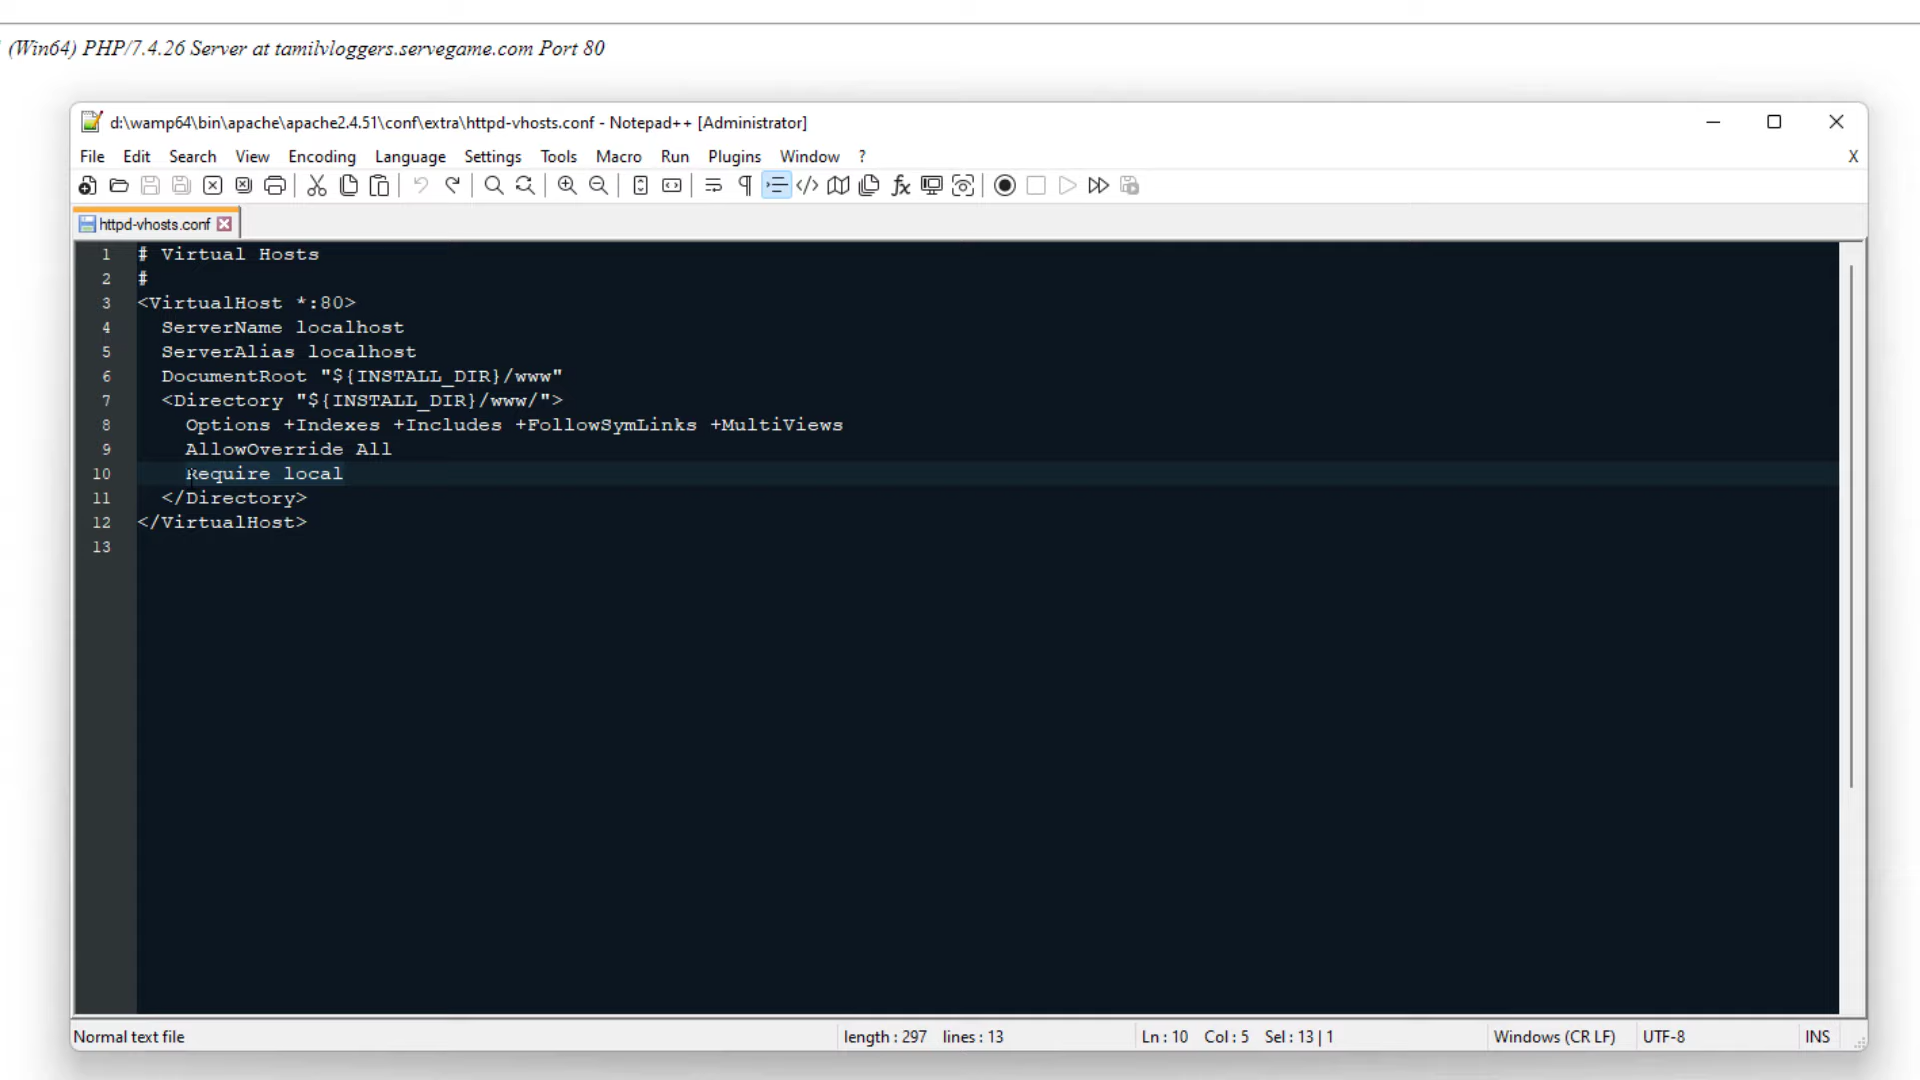 (Win64) PHP/7.4.26 Server at tamilvloggers.servegame.com Port 80
d:\wamp64\bin\apache\apache2.4.51\conf\extra\httpd-vhosts.conf - Notepad++ [Administrator]
File Edit Search View Encoding Language Settings Tools Macro Run Plugins Window ? X
httpd-vhosts.conf
1 # Virtual Hosts
2 #
3 <VirtualHost *:80>
4 ServerName localhost
5 ServerAlias localhost
6 DocumentRoot "${INSTALL_DIR}/www"
7 <Directory "${INSTALL_DIR}/www/">
8 Options +Indexes +Includes +FollowSymLinks +MultiViews
9 AllowOverride All
10 Require local
11 </Directory>
12 </VirtualHost>
13
Normal text file length : 297 lines : 13 Ln : 10 Col : 5 Sel : 13 | 1 Windows (CR LF) UTF-8 INS